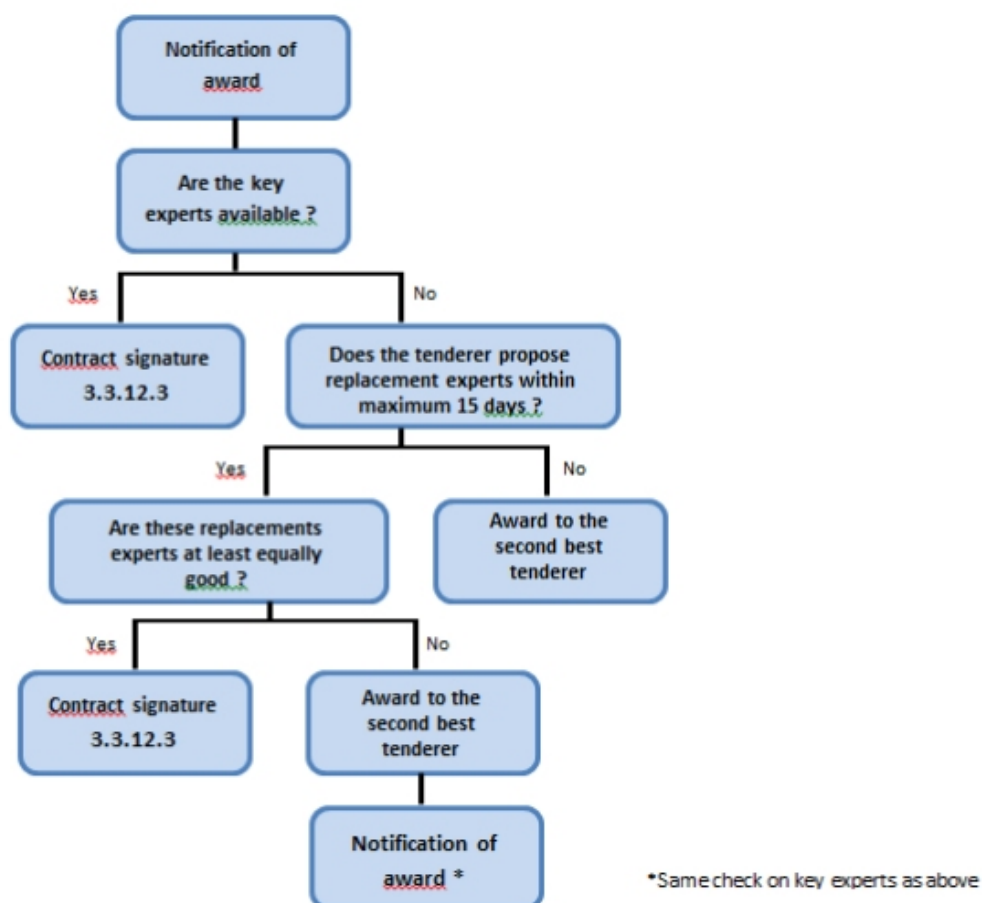 Notification of
award
Are the key
experts available ?
Yes
No
Contract signature
3.3.12.3
Does the tenderer propose
replacement experts within
maximum 15 days ?
Yes
No
Are these replacements
experts at least equally
good ?
Award to the
second best
tenderer
Yes
No
Contract signature
3.3.12.3
Award to the
second best
tenderer
Notification of
award *
*Same check on key experts as above